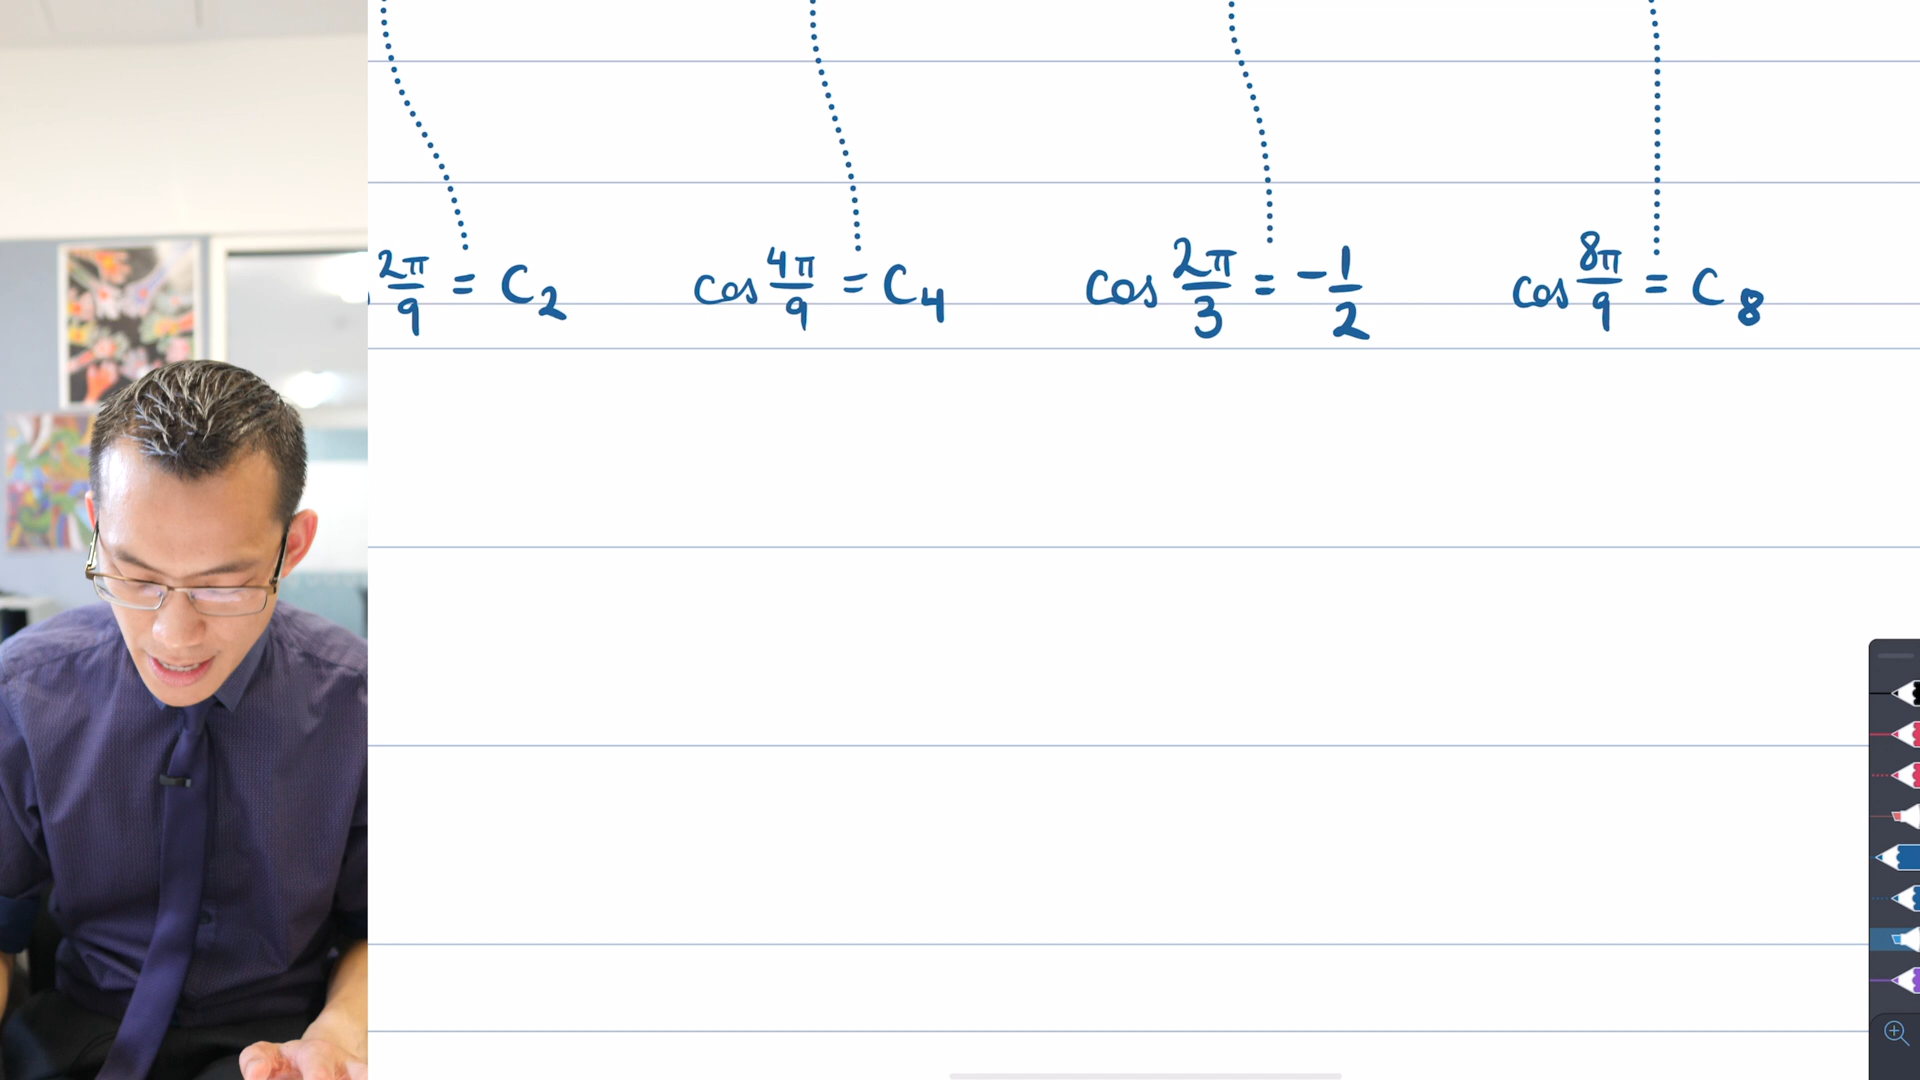 2π/9 = C₂ cos 4π/9 = C₄ cos 2π/3 = -1/2 cos 8π/9 = C₈